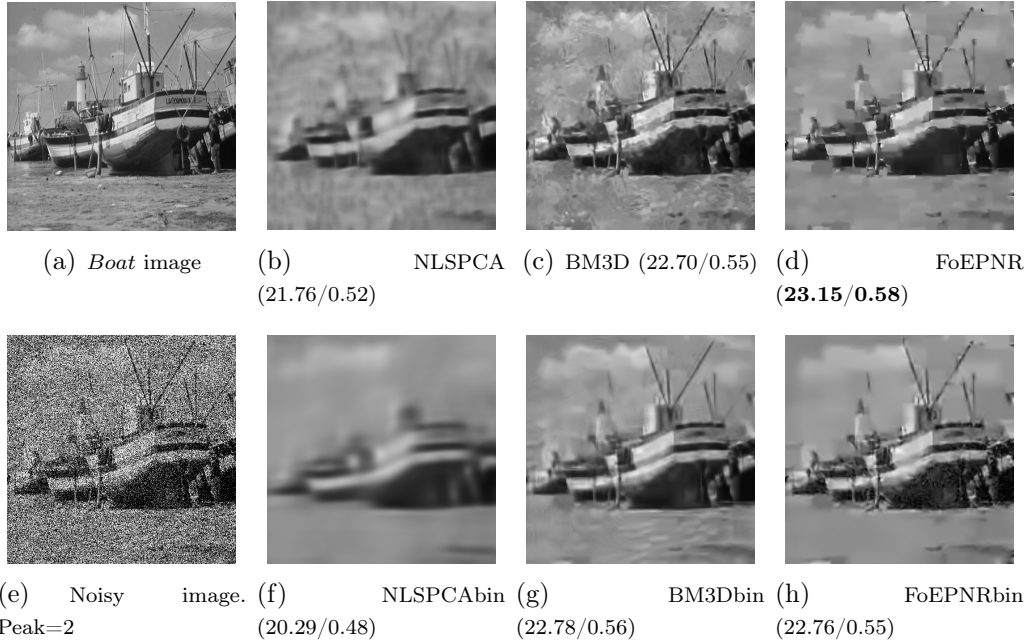 (a) Boat image
(b) NLSPCA
(21.76/0.52)
(c) BM3D (22.70/0.55)
(d) FoEPNR
(23.15/0.58)
(e) Noisy image.
Peak=2
(f) NLSPCAbin
(20.29/0.48)
(g) BM3Dbin
(22.78/0.56)
(h) FoEPNRbin
(22.76/0.55)